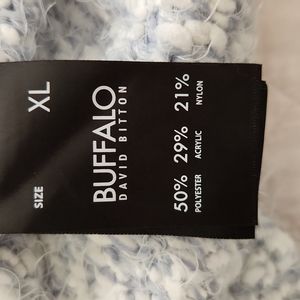 SIZE XL
BUFFALO
DAVID BITTON
50% 29% 21%
POLYESTER ACRYLIC NYLON